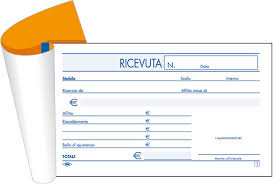 RICEVUTA N. Data
Stabile Scala Interno
Ricevuto da Affitto mese di
€
Affitto €
Riscaldamento €
€
€
Bollo di quietanza €
L'AMMINISTRATORE
TOTALE €